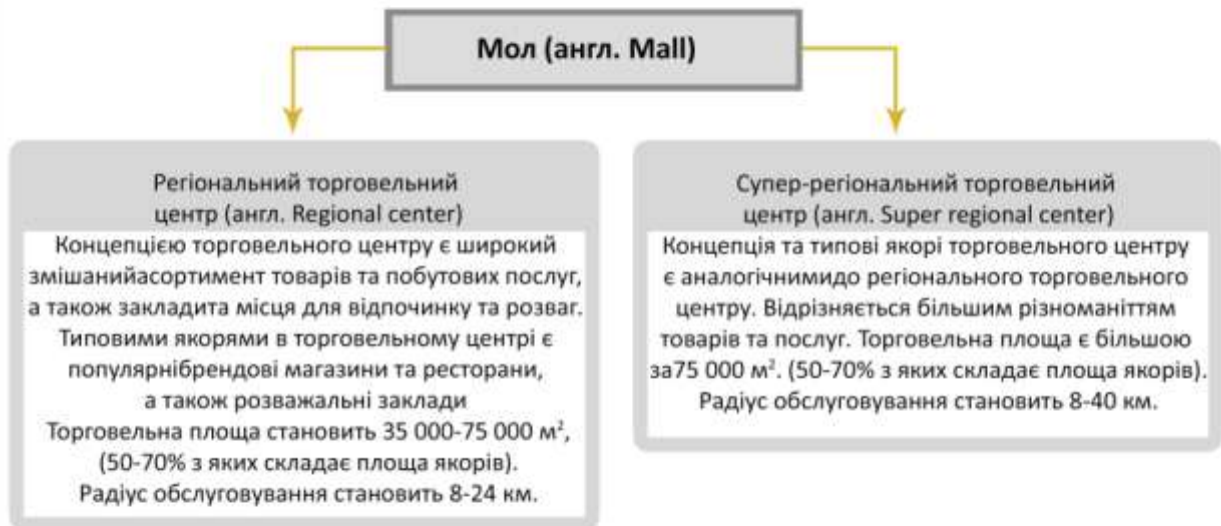 Мол (англ. Mall)
Регіональний торговельний
центр (англ. Regional center)
Концепцією торговельного центру є широкий
змішанийасортимент товарів та побутових послуг,
а також закладита місця для відпочинку та розваг.
Типовими якорями в торговельному центрі є
популярнібрендові магазини та ресторани,
а також розважальні заклади
Торговельна площа становить 35 000-75 000 м²,
(50-70% з яких складає площа якорів).
Радіус обслуговування становить 8-24 км.
Супер-регіональний торговельний
центр (англ. Super regional center)
Концепція та типові якорі торговельного центру
є аналогічнимидо регіонального торговельного
центру. Відрізняється більшим різноманіттям
товарів та послуг. Торговельна площа є більшою
за75 000 м². (50-70% з яких складає площа якорів).
Радіус обслуговування становить 8-40 км.